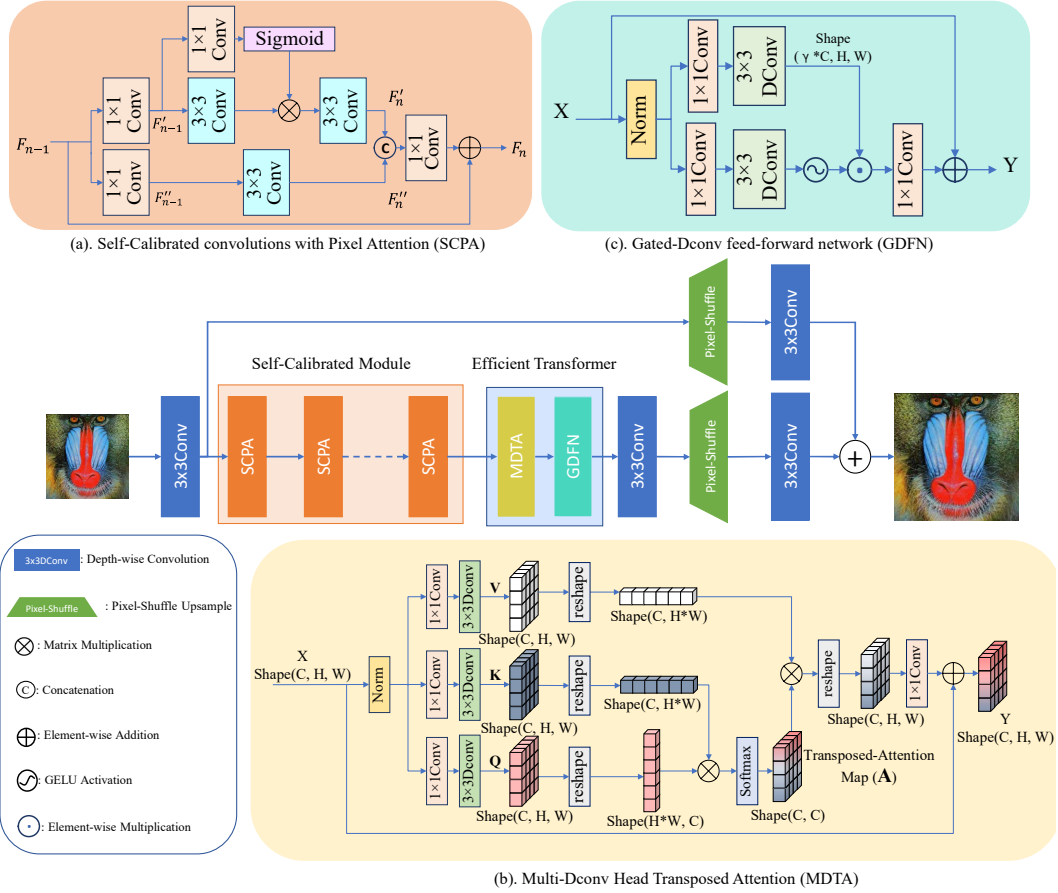 1×1
Conv
Sigmoid
1×1
Conv
F'n-1
3×3
Conv
3×3
Conv
F'n
Fn-1
C
1×1
Conv
Fn
1×1
Conv
F''n-1
3×3
Conv
F''n
(a). Self-Calibrated convolutions with Pixel Attention (SCPA)
X
Norm
1×1Conv
3×3
DConv
Shape
( γ *C, H, W)
1×1Conv
3×3
DConv
1×1Conv
Y
(c). Gated-Dconv feed-forward network (GDFN)
Pixel-Shuffle
3x3Conv
Self-Calibrated Module
Efficient Transformer
3x3Conv
SCPA
SCPA
SCPA
MDTA
GDFN
3x3Conv
Pixel-Shuffle
3x3Conv
3x3DConv
: Depth-wise Convolution
Pixel-Shuffle
: Pixel-Shuffle Upsample
: Matrix Multiplication
C
: Concatenation
: Element-wise Addition
: GELU Activation
: Element-wise Multiplication
X
Shape(C, H, W)
Norm
1×1Conv
3×3Dconv
V
Shape(C, H, W)
reshape
Shape(C, H*W)
1×1Conv
3×3Dconv
K
Shape(C, H, W)
reshape
Shape(C, H*W)
1×1Conv
3×3Dconv
Q
Shape(C, H, W)
reshape
Shape(H*W, C)
Softmax
Shape(C, C)
Transposed-Attention
Map (A)
reshape
Shape(C, H, W)
1×1Conv
Y
Shape(C, H, W)
(b). Multi-Dconv Head Transposed Attention (MDTA)